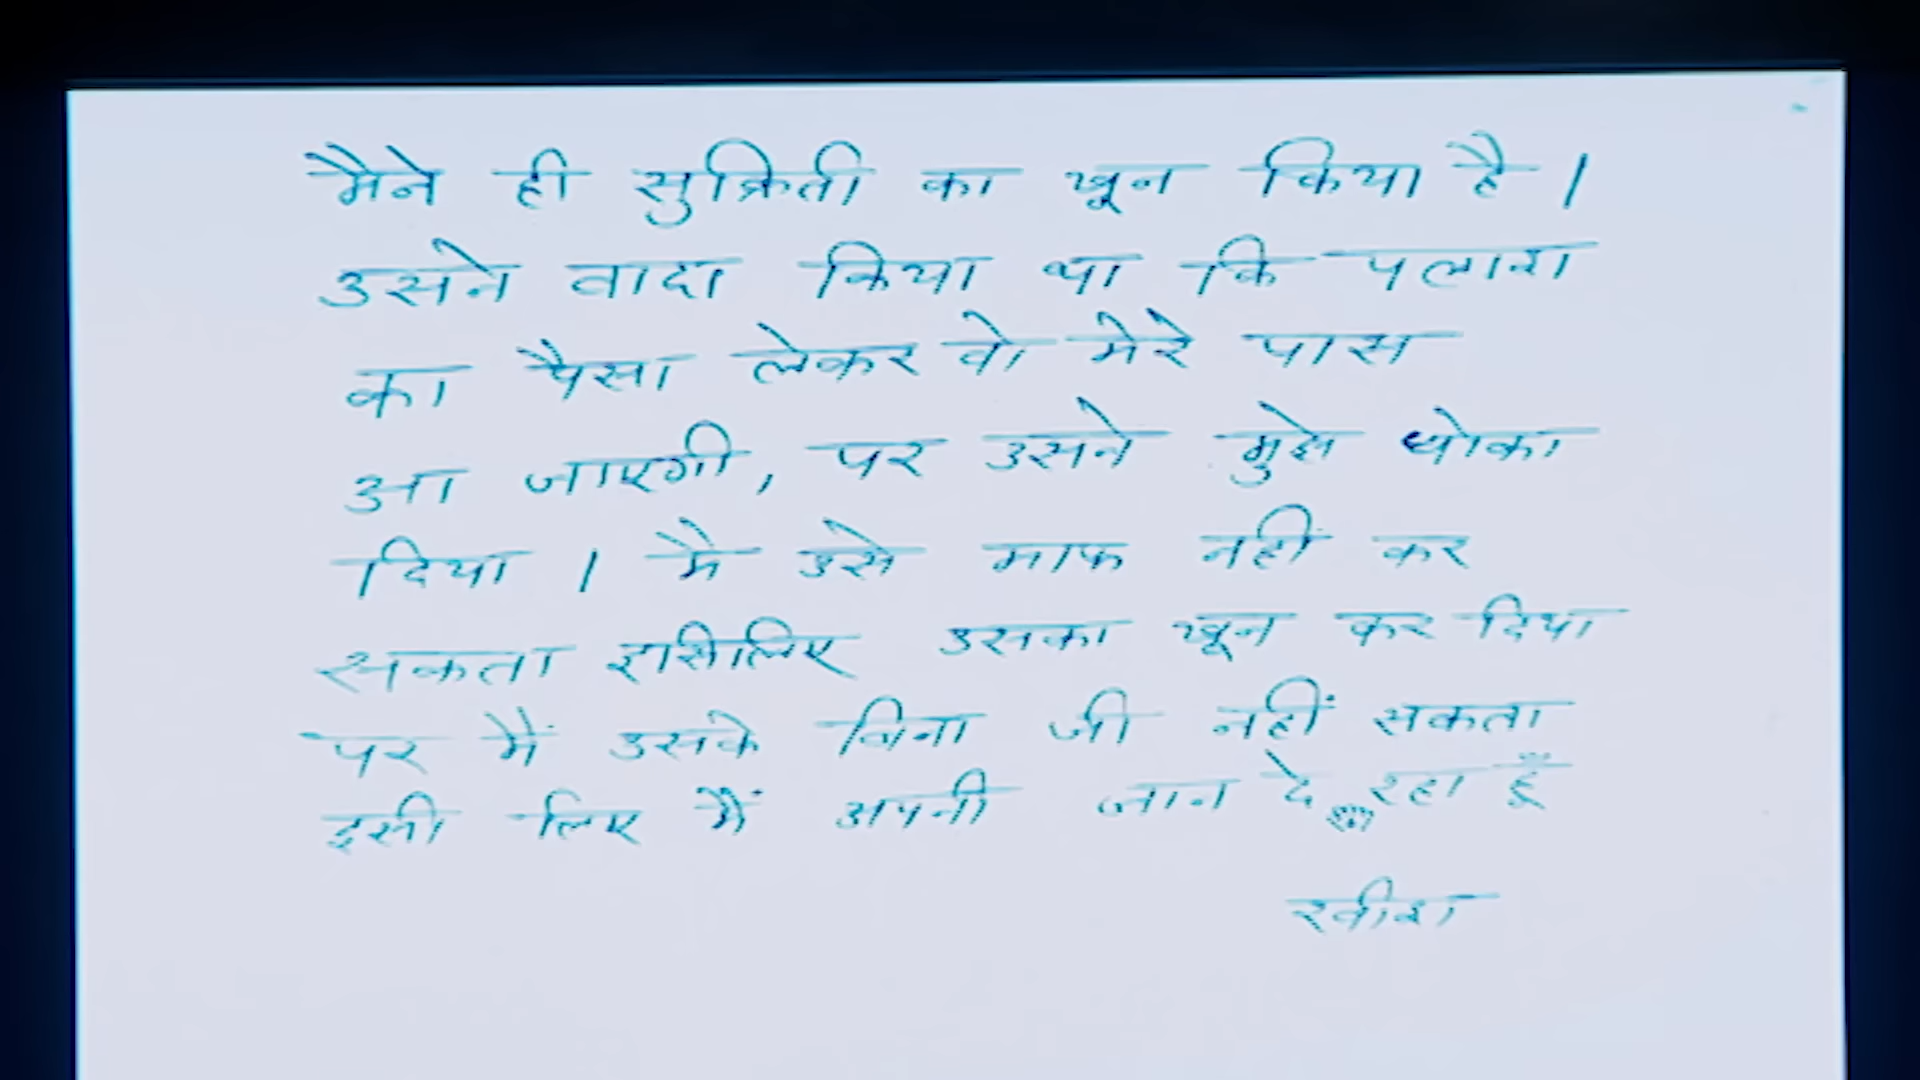 मैने ही सुक्रिती का खून किया है।
उसने वादा किया था कि पलाश
का पैसा लेकर वो मेरे पास
आ जाएगी, पर उसने मुझे धोका
दिया। मै उसे माफ नहीं कर
सकता इसीलिए उसका खून कर दिया
पर मैं उसके बिना जी नहीं सकता
इसी लिए मैं अपनी जान दे रहा हूँ
रवीश